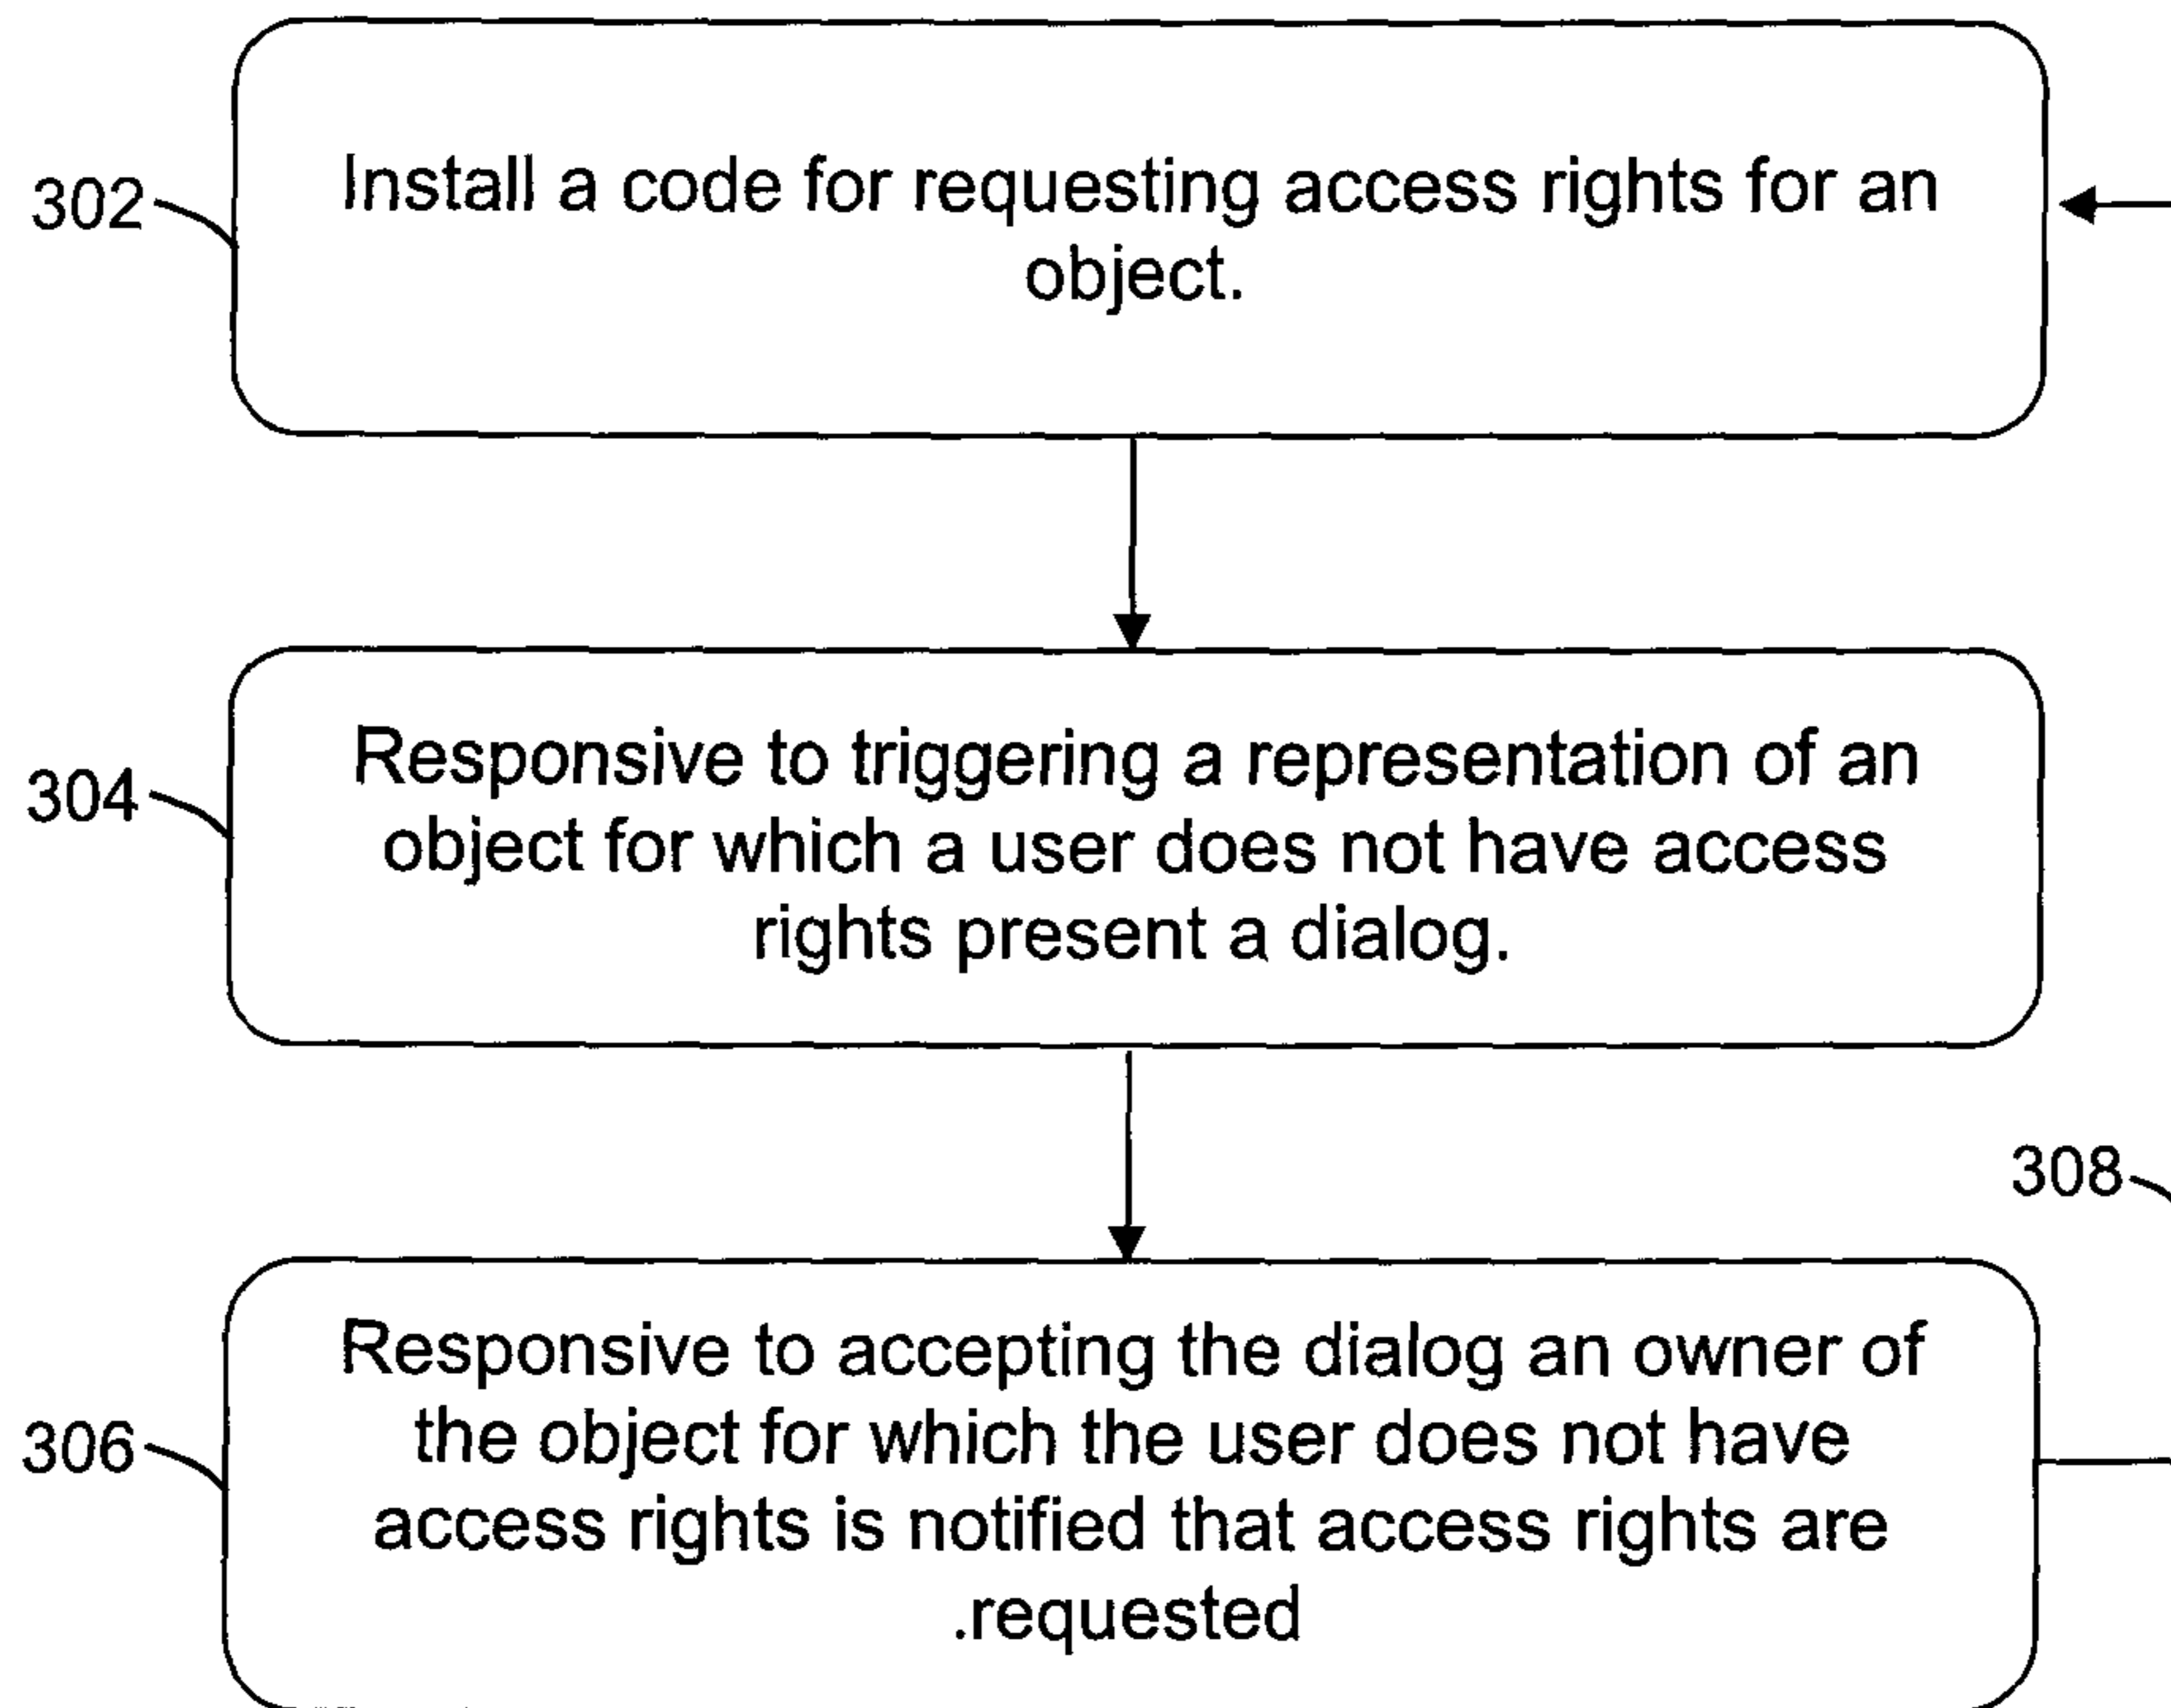 302
Install a code for requesting access rights for an
object.
304
Responsive to triggering a representation of an
object for which a user does not have access
rights present a dialog.
308
306
Responsive to accepting the dialog an owner of
the object for which the user does not have
access rights is notified that access rights are
.requested